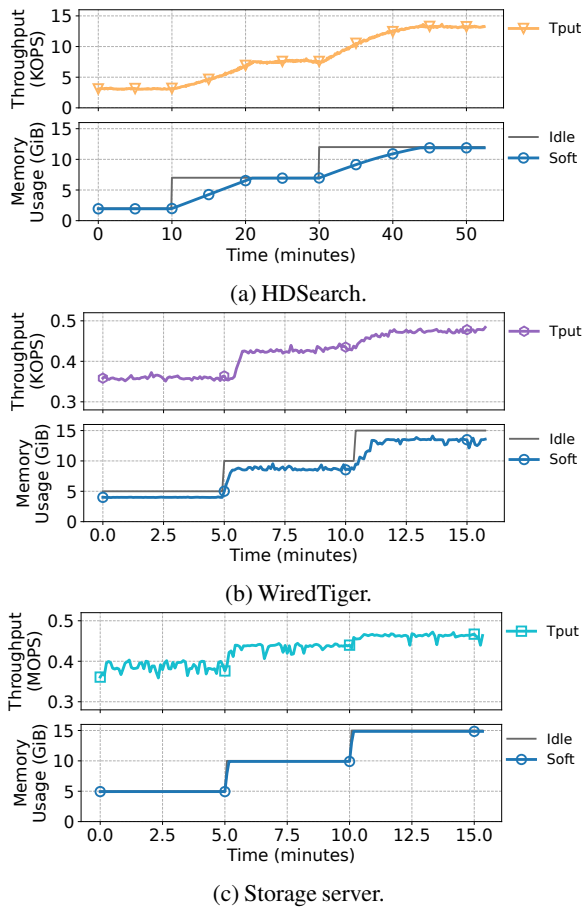 Throughput
(KOPS)
15
10
5
0
Tput
Memory
Usage (GiB)
15
10
5
0
Idle
Soft
0 10 20 30 40 50
Time (minutes)
(a) HDSearch.
Throughput
(KOPS)
0.5
0.4
0.3
Tput
Memory
Usage (GiB)
15
10
5
0
Idle
Soft
0.0 2.5 5.0 7.5 10.0 12.5 15.0
Time (minutes)
(b) WiredTiger.
Throughput
(MOPS)
0.5
0.4
0.3
Tput
Memory
Usage (GiB)
15
10
5
0
Idle
Soft
0.0 2.5 5.0 7.5 10.0 12.5 15.0
Time (minutes)
(c) Storage server.